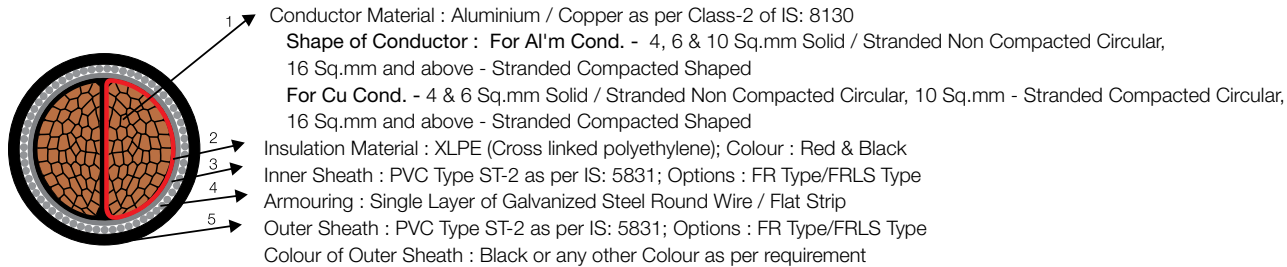 1 Conductor Material : Aluminium / Copper as per Class-2 of IS: 8130
Shape of Conductor : For Al'm Cond. - 4, 6 & 10 Sq.mm Solid / Stranded Non Compacted Circular,
16 Sq.mm and above - Stranded Compacted Shaped
For Cu Cond. - 4 & 6 Sq.mm Solid / Stranded Non Compacted Circular, 10 Sq.mm - Stranded Compacted Circular,
16 Sq.mm and above - Stranded Compacted Shaped
2 Insulation Material : XLPE (Cross linked polyethylene); Colour : Red & Black
3 Inner Sheath : PVC Type ST-2 as per IS: 5831; Options : FR Type/FRLS Type
4 Armouring : Single Layer of Galvanized Steel Round Wire / Flat Strip
5 Outer Sheath : PVC Type ST-2 as per IS: 5831; Options : FR Type/FRLS Type
Colour of Outer Sheath : Black or any other Colour as per requirement